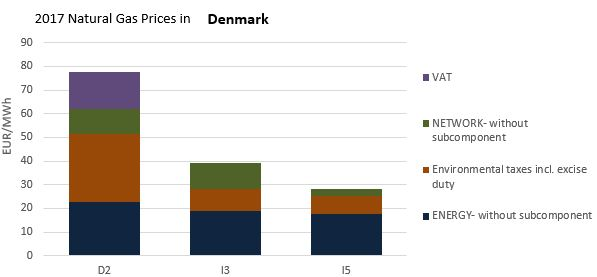 2017 Natural Gas Prices in Denmark
EUR/MWh
90
80
70
60
50
40
30
20
10
0
D2
I3
I5
VAT
NETWORK- without
subcomponent
Environmental taxes incl. excise
duty
ENERGY- without subcomponent